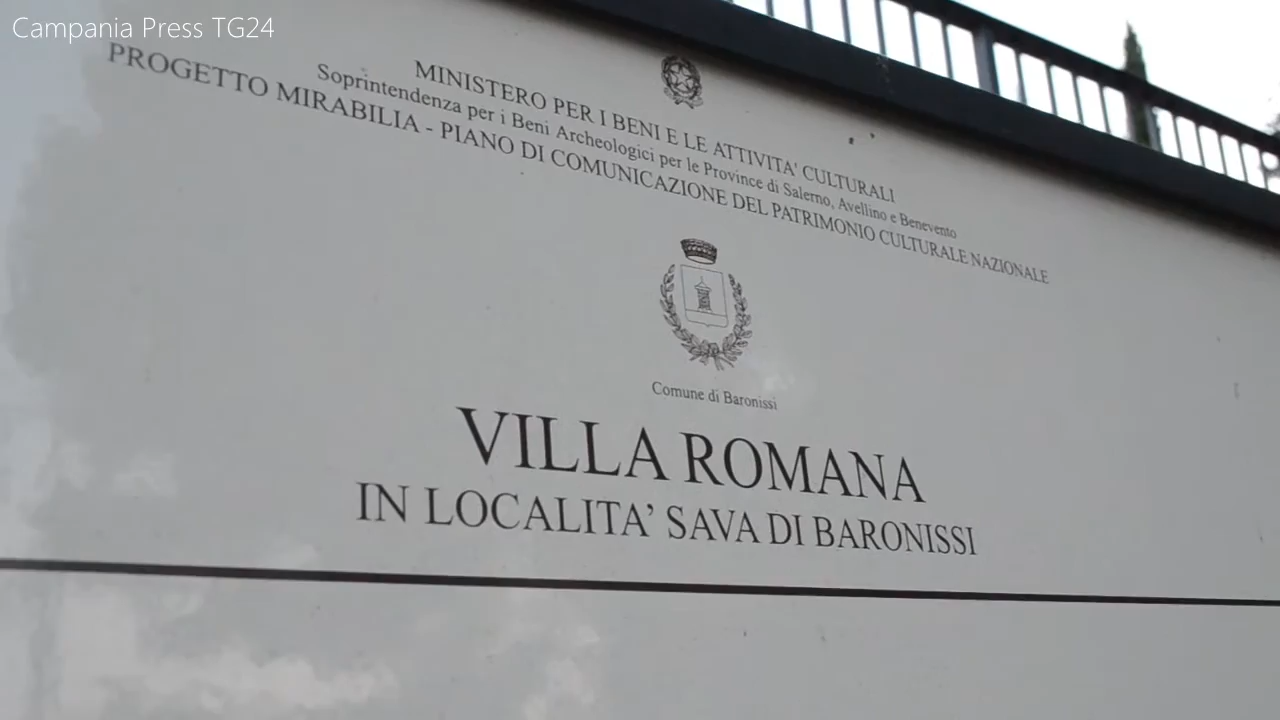 Campania Press TG24
MINISTERO PER I BENI E LE ATTIVITA' CULTURALI
Soprintendenza per i Beni Archeologici per le Province di Salerno, Avellino e Benevento
PROGETTO MIRABILIA - PIANO DI COMUNICAZIONE DEL PATRIMONIO CULTURALE NAZIONALE
Comune di Baronissi
VILLA ROMANA
IN LOCALITA' SAVA DI BARONISSI